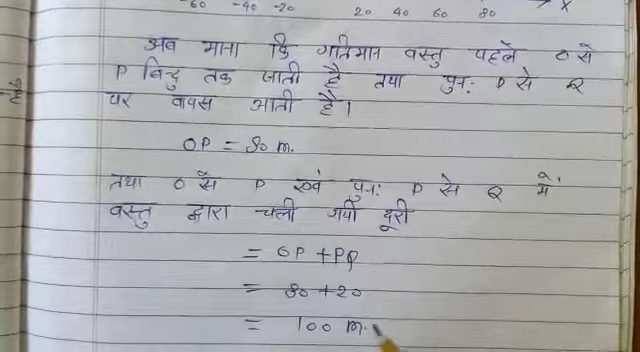 -60 -40 -20 20 40 60 80 X
अब माना कि गतिमान वस्तु पहले O से
P बिन्दु तक जाती है तथा पुन: P से Q
पर वापस आती है।
OP = 80 m.
तथा O से P एवं पुन: P से Q में
वस्तु द्वारा चली गयी दूरी
= OP + PQ
= 80 + 20
= 100 m.